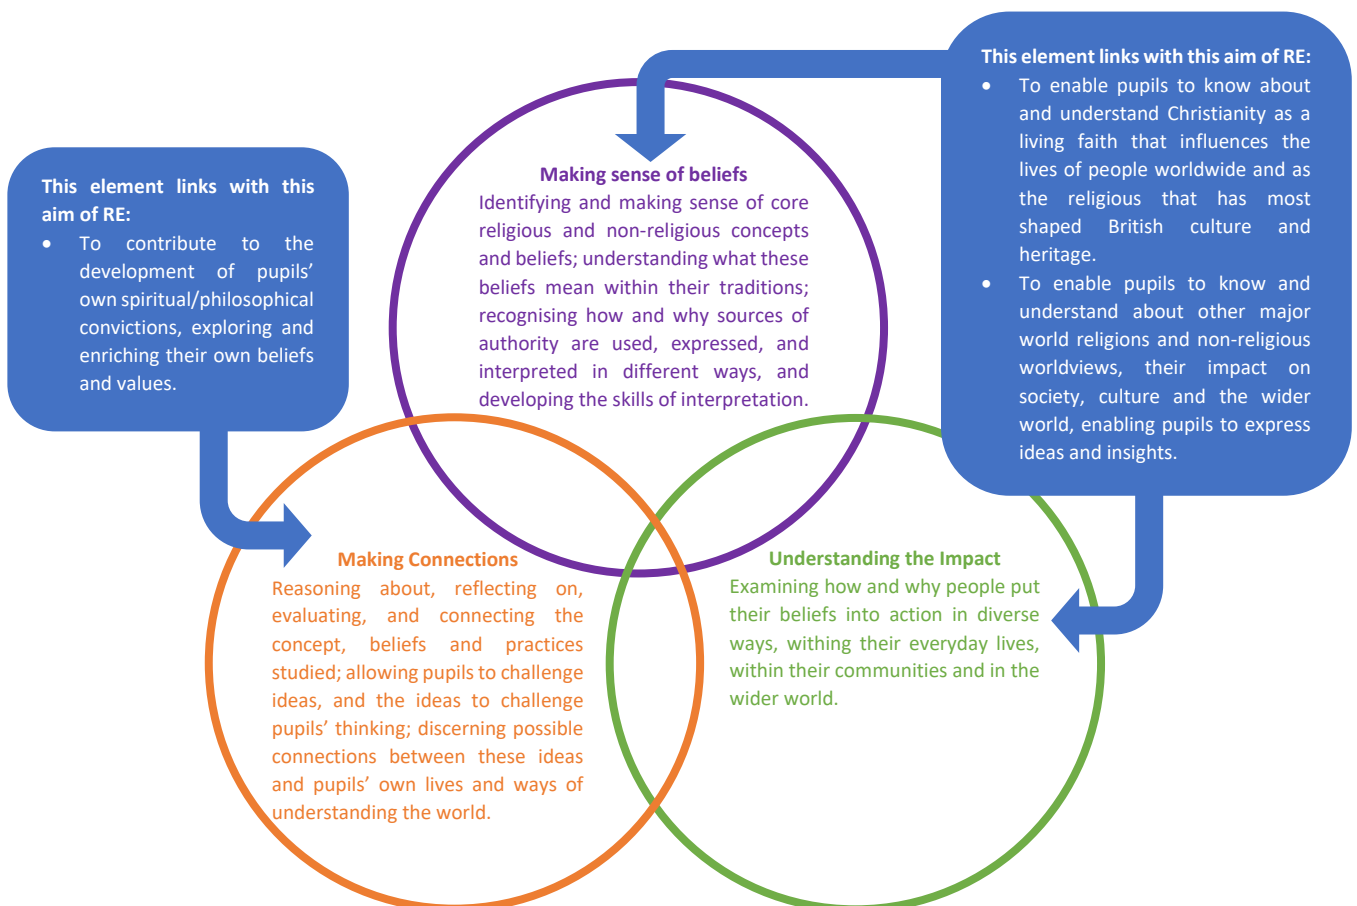 This element links with this
aim of RE:
• To contribute to the
development of pupils'
own spiritual/philosophical
convictions, exploring and
enriching their own beliefs
and values.
Making sense of beliefs
Identifying and making sense of core
religious and non-religious concepts
and beliefs; understanding what these
beliefs mean within their traditions;
recognising how and why sources of
authority are used, expressed, and
interpreted in different ways, and
developing the skills of interpretation.
This element links with this aim of RE:
• To enable pupils to know about
and understand Christianity as a
living faith that influences the
lives of people worldwide and as
the religious that has most
shaped British culture and
heritage.
• To enable pupils to know and
understand about other major
world religions and non-religious
worldviews, their impact on
society, culture and the wider
world, enabling pupils to express
ideas and insights.
Making Connections
Reasoning about, reflecting on,
evaluating, and connecting the
concept, beliefs and practices
studied; allowing pupils to challenge
ideas, and the ideas to challenge
pupils' thinking; discerning possible
connections between these ideas
and pupils' own lives and ways of
understanding the world.
Understanding the Impact
Examining how and why people put
their beliefs into action in diverse
ways, withing their everyday lives,
within their communities and in the
wider world.